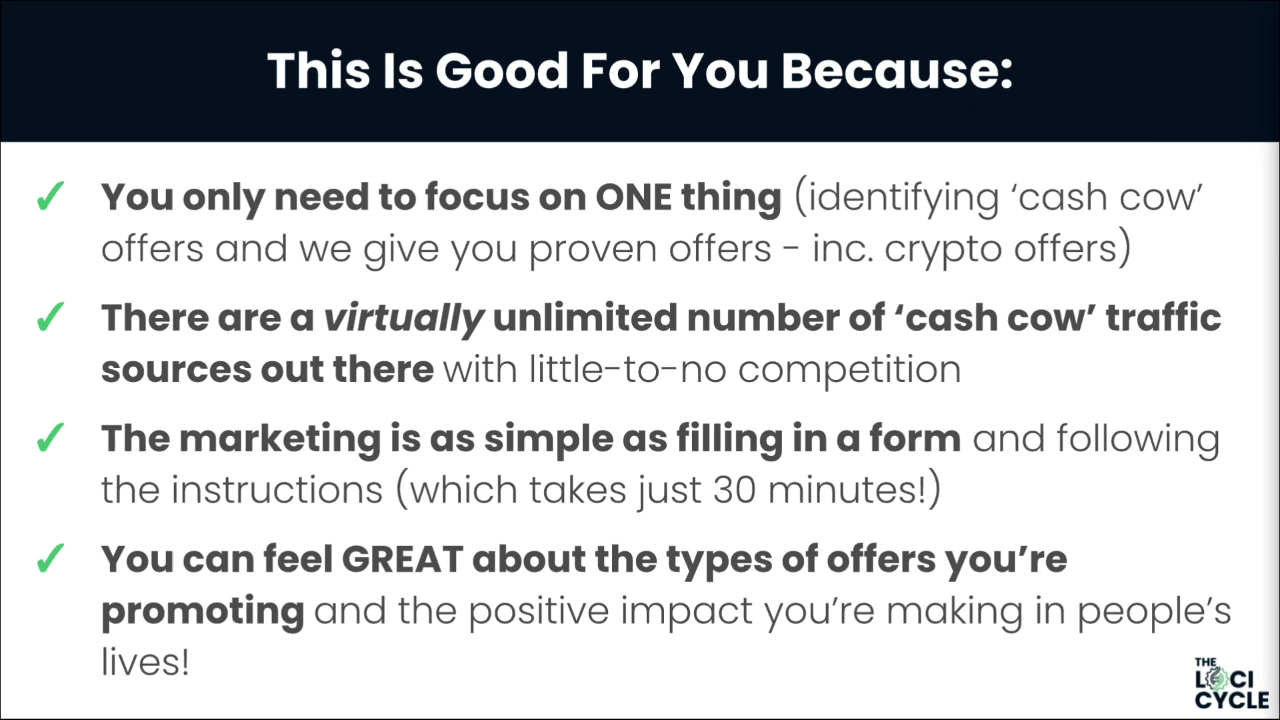 This Is Good For You Because:
✓ You only need to focus on ONE thing (identifying ‘cash cow’
offers and we give you proven offers - inc. crypto offers)
✓ There are a virtually unlimited number of ‘cash cow’ traffic
sources out there with little-to-no competition
✓ The marketing is as simple as filling in a form and following
the instructions (which takes just 30 minutes!)
✓ You can feel GREAT about the types of offers you’re
promoting and the positive impact you’re making in people’s
lives!
THE
LOCI
CYCLE